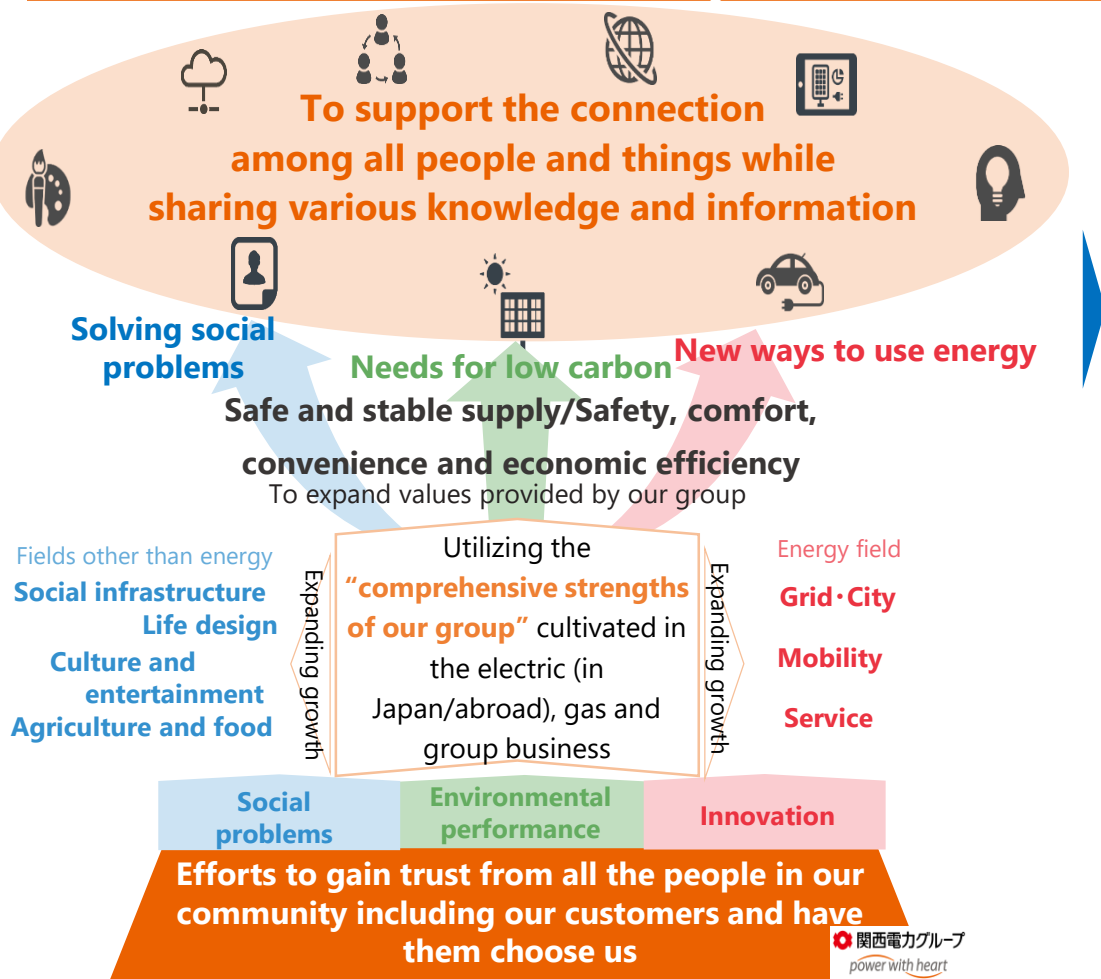 To support the connection
among all people and things while
sharing various knowledge and information
Solving social
problems
Needs for low carbon
New ways to use energy
Safe and stable supply/Safety, comfort,
convenience and economic efficiency
To expand values provided by our group
Fields other than energy
Social infrastructure
Life design
Culture and
entertainment
Agriculture and food
Expanding growth
Utilizing the
“comprehensive strengths
of our group” cultivated in
the electric (in
Japan/abroad), gas and
group business
Expanding growth
Energy field
Grid・City
Mobility
Service
Social
problems
Environmental
performance
Innovation
Efforts to gain trust from all the people in our
community including our customers and have
them choose us
関西電力グループ
power with heart